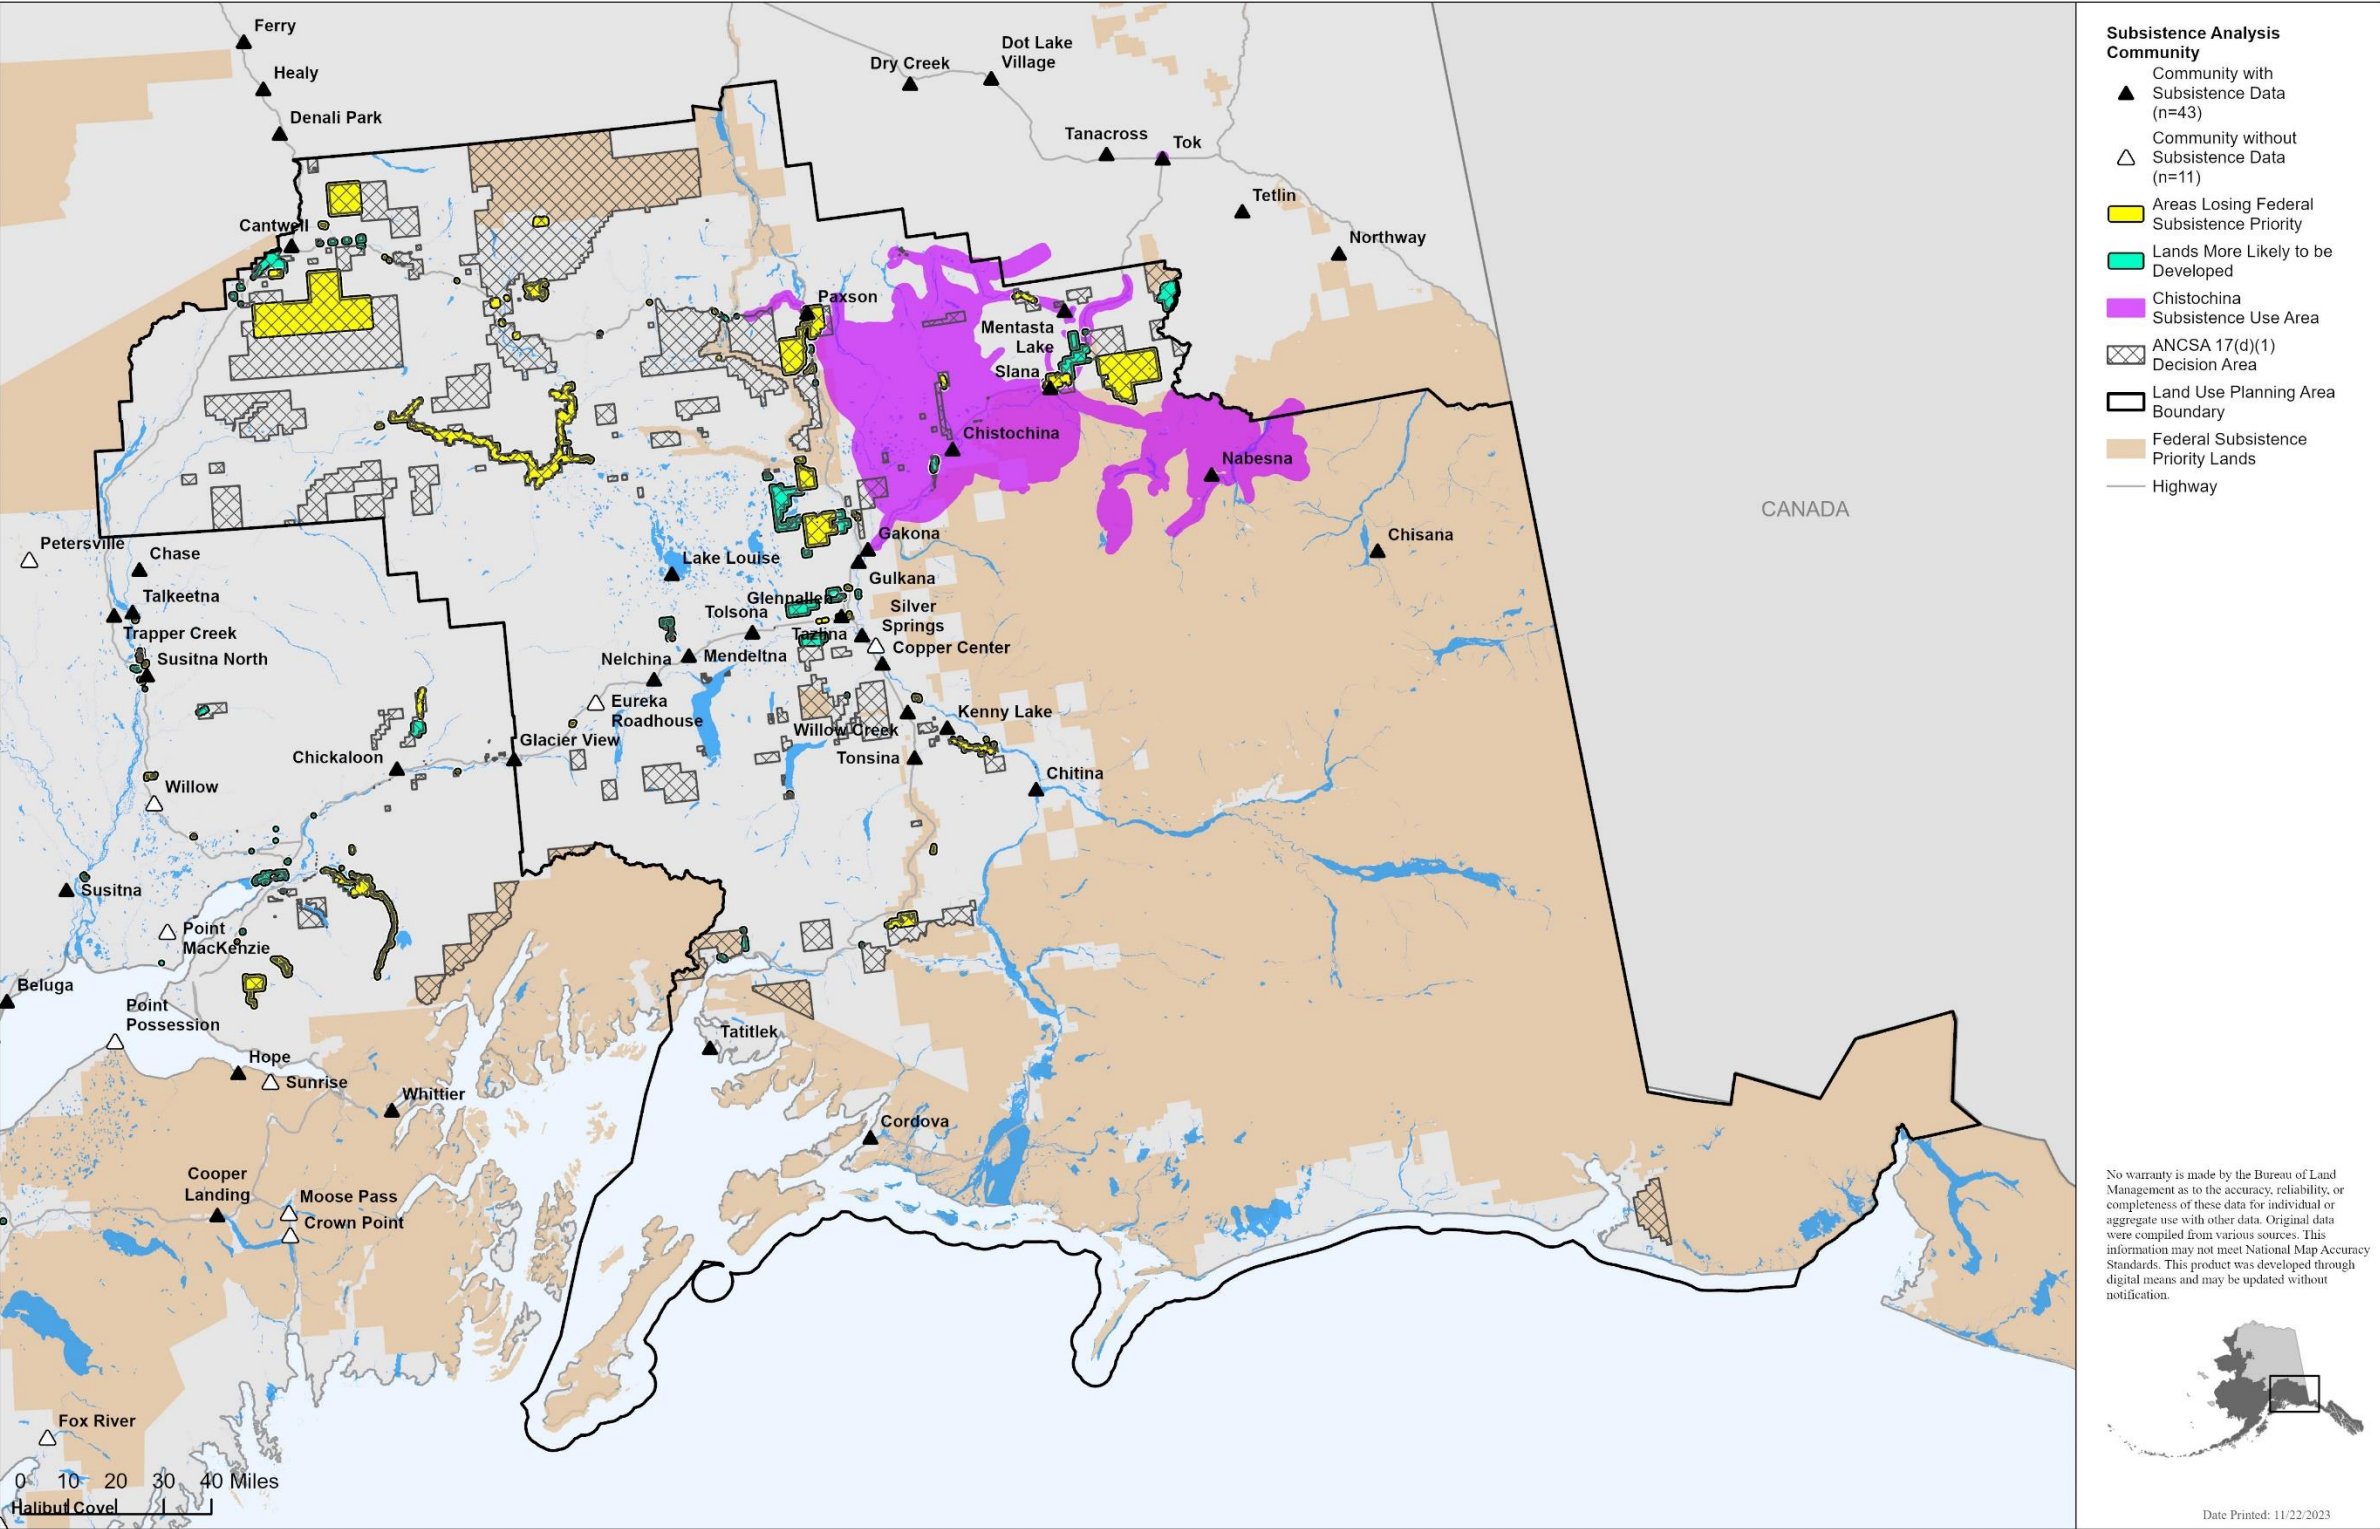 Ferry
Healy
Denali Park
Cantwell
Dry Creek
Dot Lake
Village
Tanacross
Tok
Tetlin
Northway
Paxson
Mentasta
Lake
Slana
Chistochina
Nabesna
CANADA
Chisana
Petersville
Chase
Talkeetna
Trapper Creek
Susitna North
Lake Louise
Gakona
Gulkana
Glennallen
Tolsona
Silver
Springs
Tazlina
Copper Center
Nelchina
Mendeltna
Eureka
Roadhouse
Kenny Lake
Willow Creek
Glacier View
Chickaloon
Tonsina
Chitina
Willow
Susitna
Point
MacKenzie
Beluga
Point
Possession
Tatitlek
Hope
Sunrise
Whittier
Cordova
Cooper
Landing
Moose Pass
Crown Point
Fox River
0 10 20 30 40 Miles
Halibut Cove
Subsistence Analysis
Community
Community with
Subsistence Data
(n=43)
Community without
Subsistence Data
(n=11)
Areas Losing Federal
Subsistence Priority
Lands More Likely to be
Developed
Chistochina
Subsistence Use Area
ANCSA 17(d)(1)
Decision Area
Land Use Planning Area
Boundary
Federal Subsistence
Priority Lands
Highway
No warranty is made by the Bureau of Land
Management as to the accuracy, reliability, or
completeness of these data for individual or
aggregate use with other data. Original data
were compiled from various sources. This
information may not meet National Map Accuracy
Standards. This product was developed through
digital means and may be updated without
notification.
Date Printed: 11/22/2023